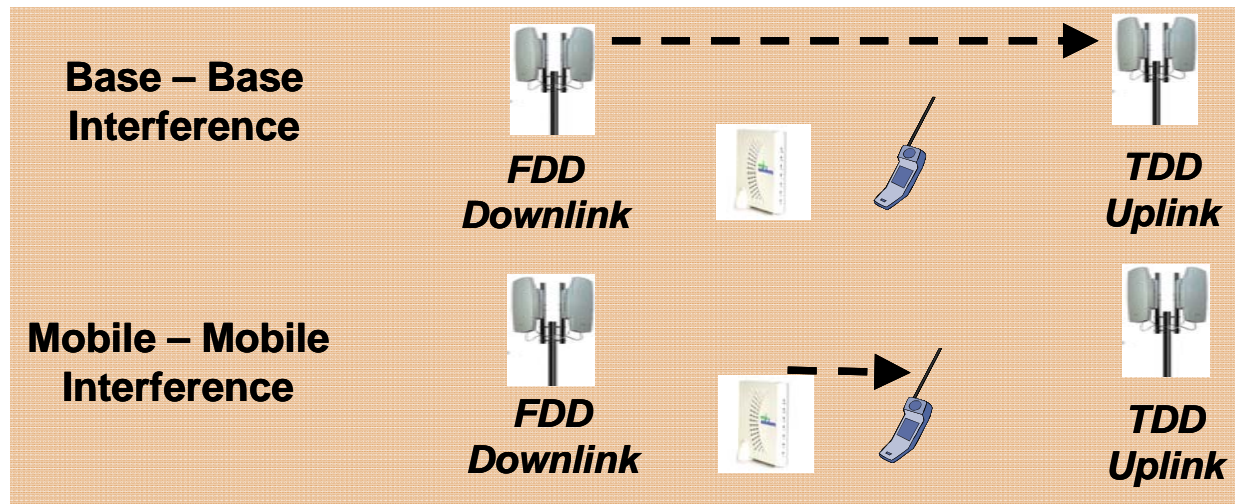 Base – Base
Interference
FDD
Downlink
TDD
Uplink
Mobile – Mobile
Interference
FDD
Downlink
TDD
Uplink